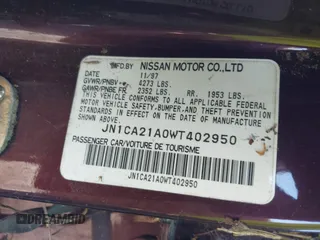 MFD.BY NISSAN MOTOR CO.,LTD
DATE 11/97
GVWR/PNBV 4273 LBS.
GAWR/PNBE FR. 2352 LBS. RR. 1953 LBS.
THIS VEHICLE CONFORMS TO ALL APPLICABLE FEDERAL
MOTOR VEHICLE SAFETY,BUMPER,AND THEFT PREVENTION
STANDARDS IN EFFECT ON THE DATE OF MANUFACTURE
SHOWN ABOVE.
JN1CA21A0WT402950
PASSENGER CAR/VOITURE DE TOURISME
JN1CA21A0WT402950
DREAMBID